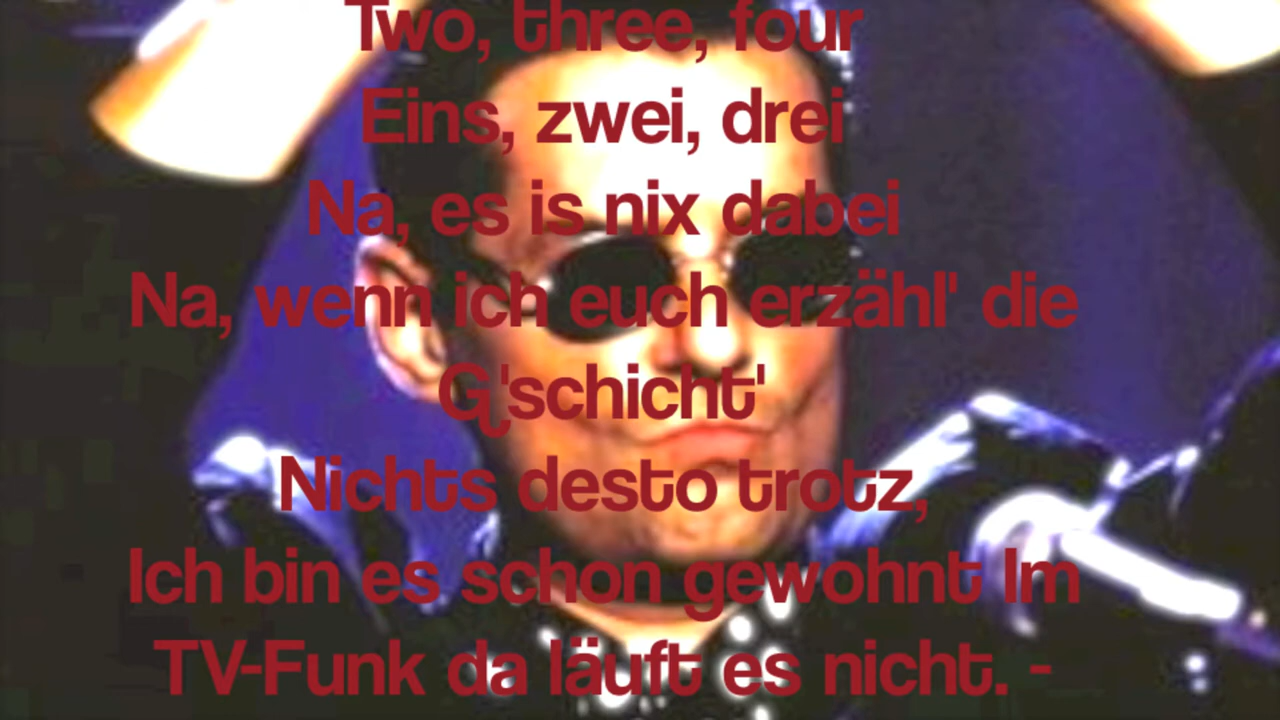 Two, three, four
Eins, zwei, drei
Na, es is nix dabei
Na, wenn ich euch erzähl' die
G'schicht'
Nichts desto trotz,
Ich bin es schon gewohnt Im
TV-Funk da läuft es nicht. -